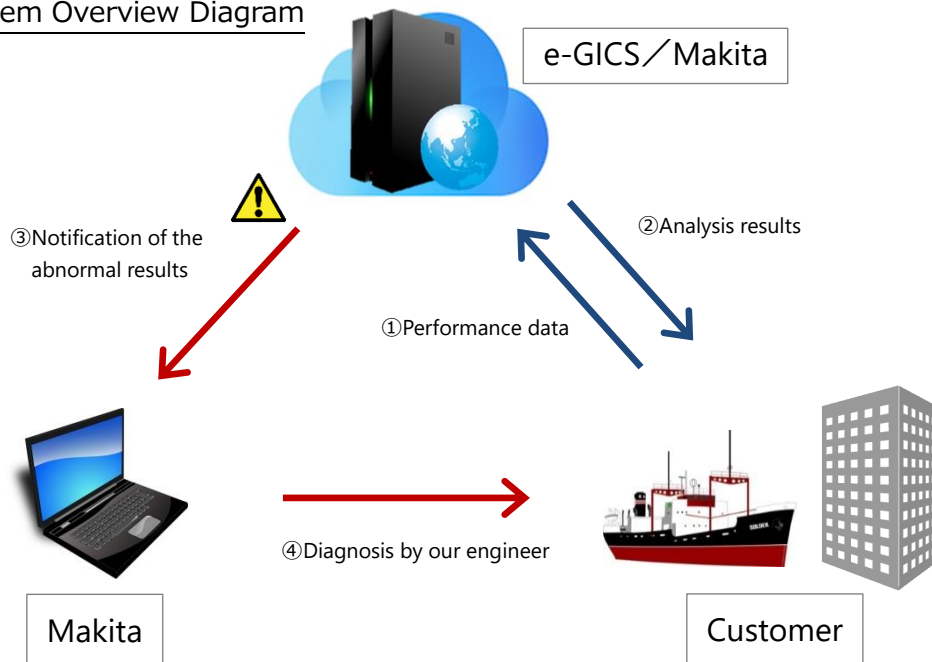 em Overview Diagram
e-GICS／Makita
③Notification of the
abnormal results
②Analysis results
①Performance data
④Diagnosis by our engineer
Makita
Customer